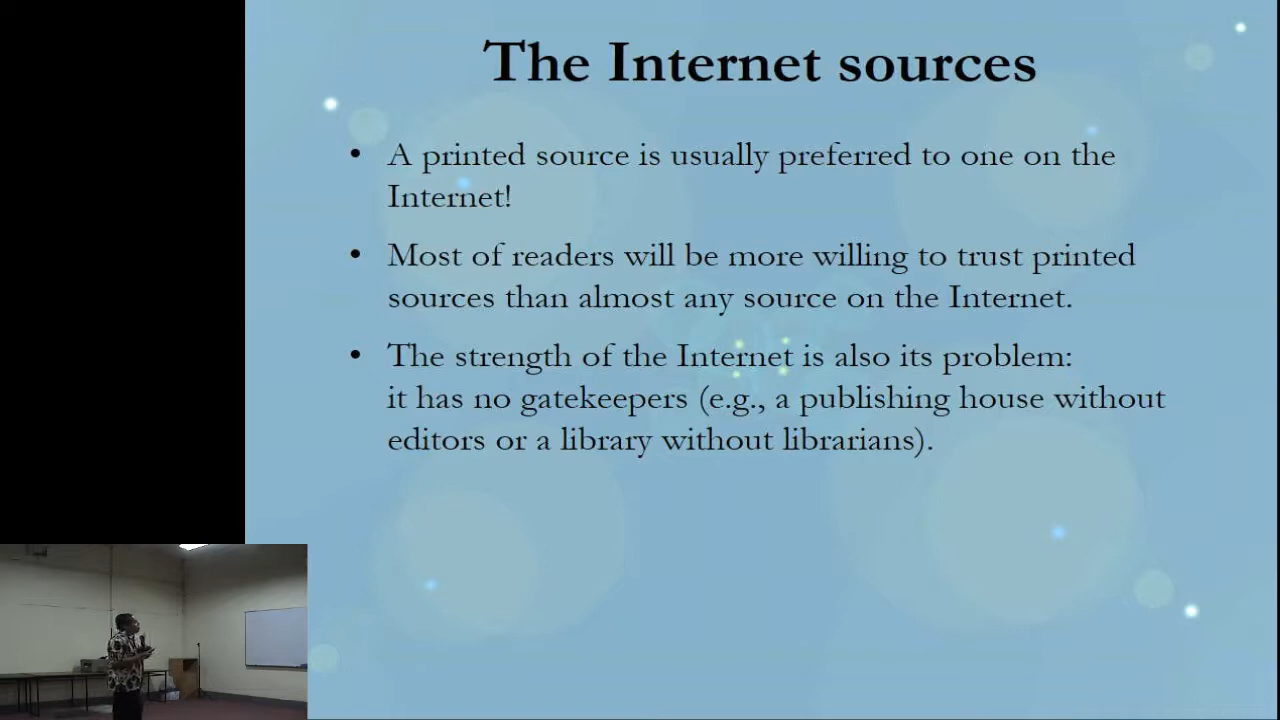 The Internet sources
• A printed source is usually preferred to one on the
Internet!
• Most of readers will be more willing to trust printed
sources than almost any source on the Internet.
• The strength of the Internet is also its problem:
it has no gatekeepers (e.g., a publishing house without
editors or a library without librarians).